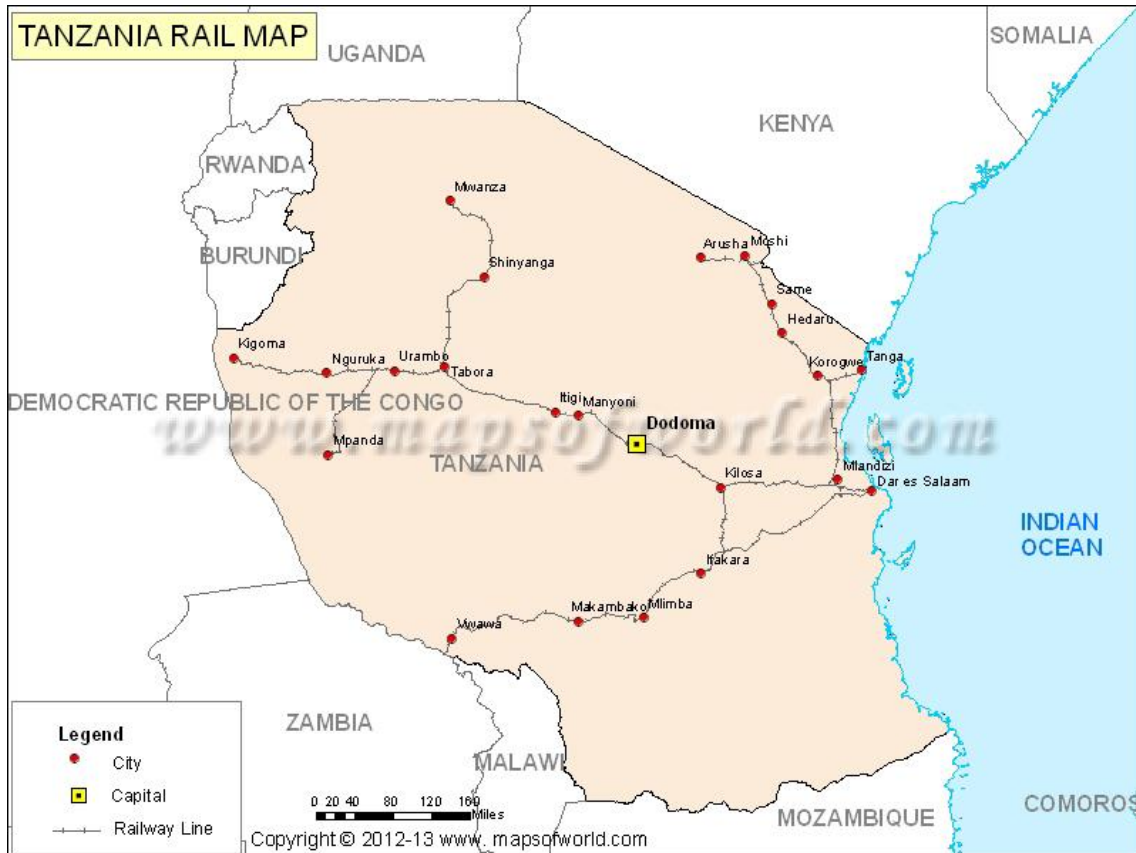 TANZANIA RAIL MAP
UGANDA
SOMALIA
KENYA
RWANDA
BURUNDI
Mwanza
Arusha
Moshi
Shinyanga
Same
Hedaru
Kigoma
Nguruka
Urambo
Tabora
Korogwe
Tanga
DEMOCRATIC REPUBLIC OF THE CONGO
Itigi
Manyoni
Dodoma
www.mapsofworld.com
Mpanda
TANZANIA
Kilosa
Mlandizi
Dar es Salaam
INDIAN
OCEAN
Ifakara
Makambako
Mlimba
Vwawa
ZAMBIA
MALAWI
MOZAMBIQUE
COMOROS
Legend
City
Capital
Railway Line
0 20 40 80 120 160
Miles
Copyright © 2012-13 www. mapsofworld.com